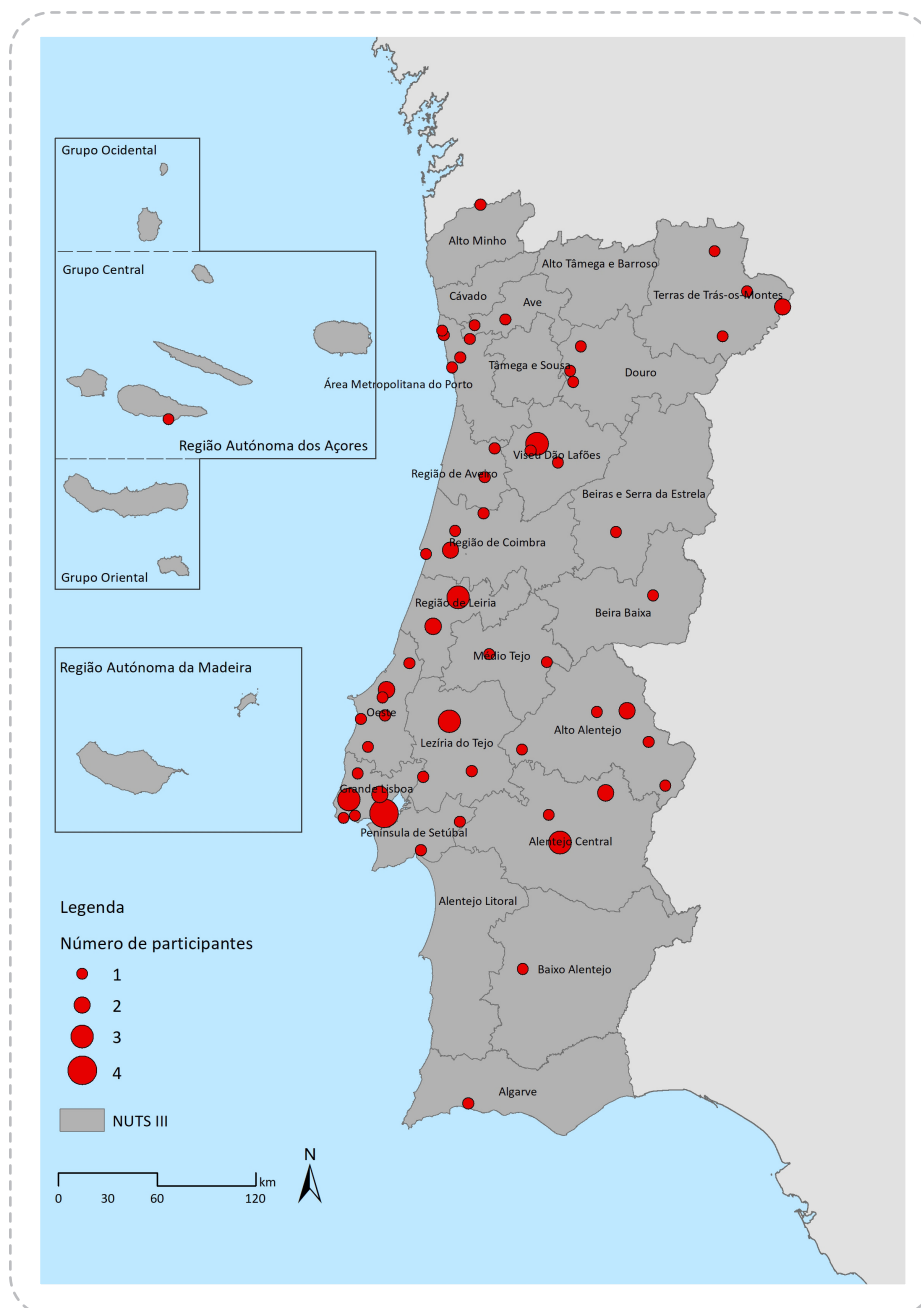 Grupo Ocidental
Alto Minho
Grupo Central
Alto Tâmega e Barroso
Cávado
Ave
Terras de Trás-os-Montes
Tâmega e Sousa
Douro
Área Metropolitana do Porto
Região Autónoma dos Açores
Viseu Dão Lafões
Região de Aveiro
Beiras e Serra da Estrela
Região de Coimbra
Grupo Oriental
Região de Leiria
Beira Baixa
Médio Tejo
Região Autónoma da Madeira
Oeste
Alto Alentejo
Lezíria do Tejo
Grande Lisboa
Península de Setúbal
Alentejo Central
Alentejo Litoral
Legenda
Número de participantes
Baixo Alentejo
1
2
3
4
Algarve
NUTS III
N
km
0 30 60 120